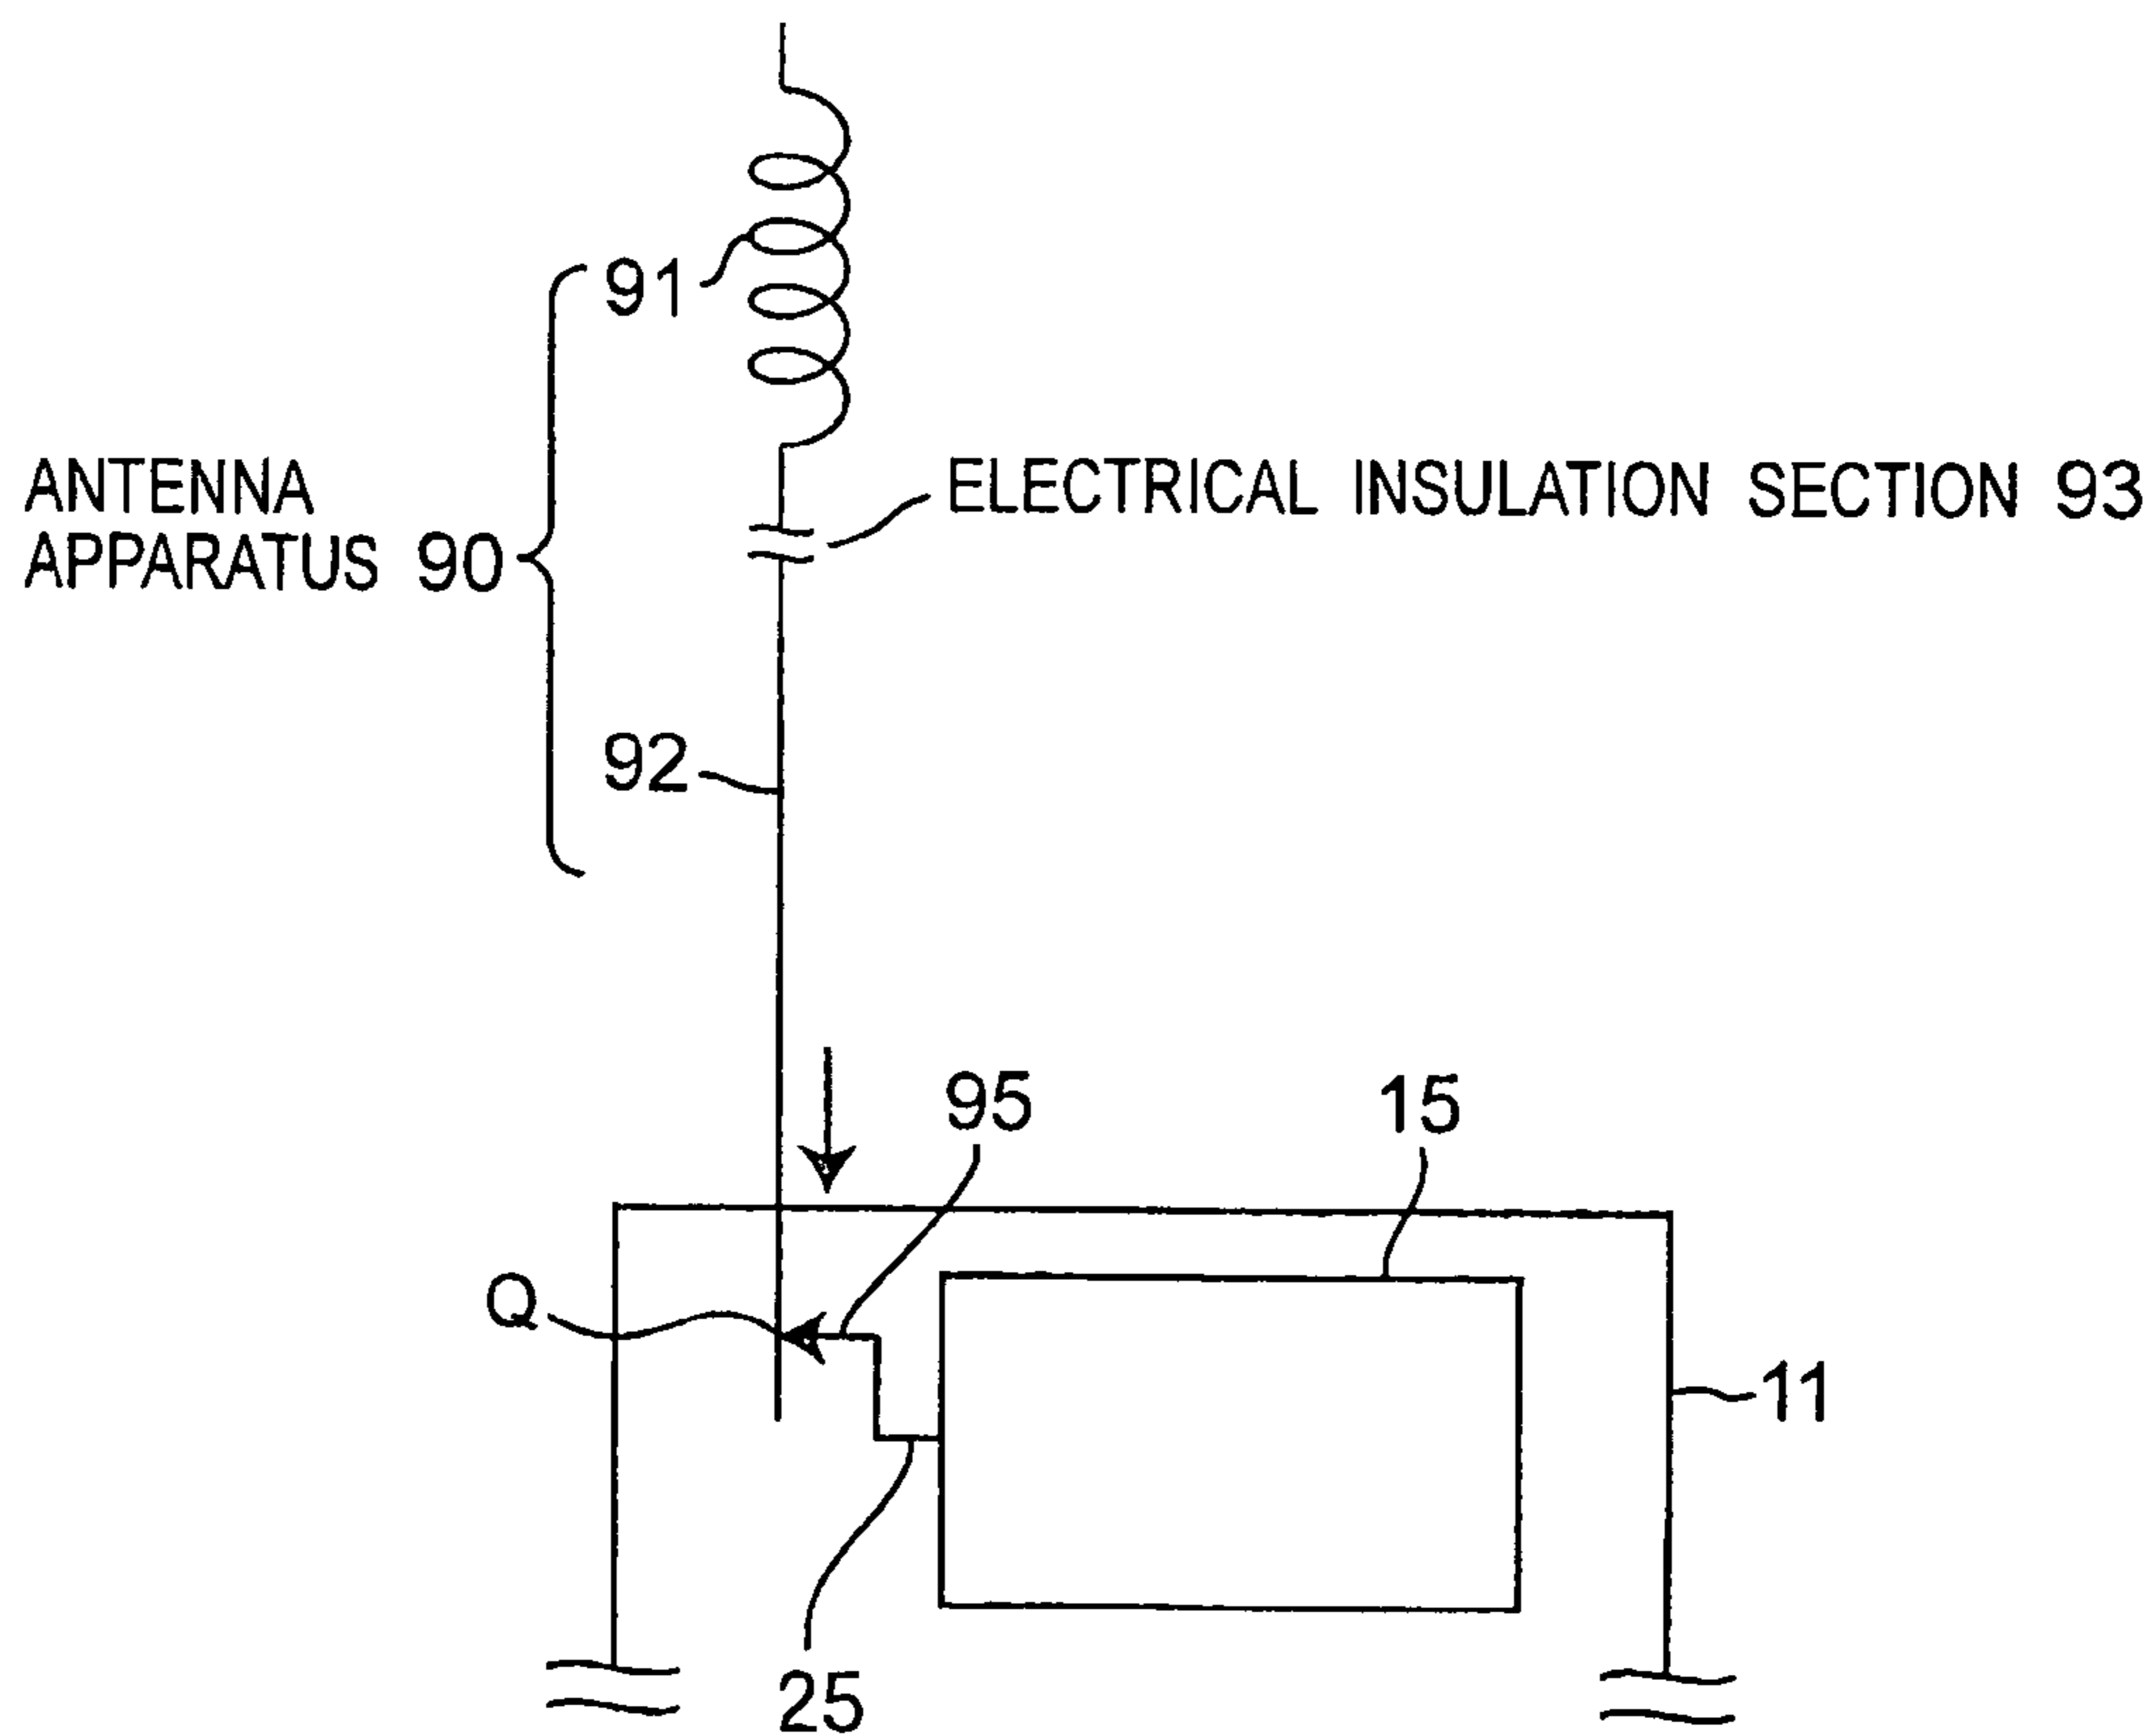 91
ANTENNA
APPARATUS 90
ELECTRICAL INSULATION SECTION 93
92
95
15
Q
11
25